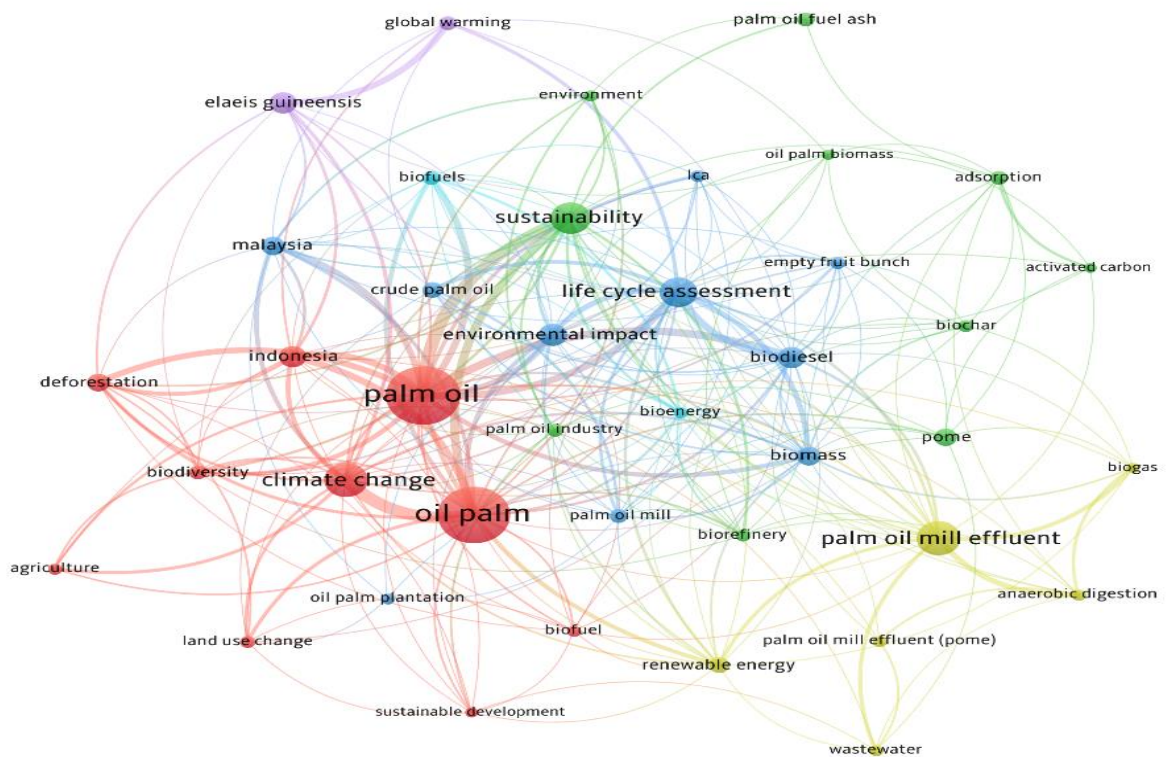 global warming
palm oil fuel ash
elaeis guineensis
environment
oil palm biomass
biofuels
lca
adsorption
sustainability
malaysia
empty fruit bunch
activated carbon
crude palm oil
life cycle assessment
biochar
environmental impact
indonesia
biodiesel
deforestation
palm oil
bioenergy
palm oil industry
pome
biodiversity
climate change
biomass
biogas
oil palm
palm oil mill
biorefinery
palm oil mill effluent
agriculture
oil palm plantation
anaerobic digestion
land use change
biofuel
palm oil mill effluent (pome)
renewable energy
sustainable development
wastewater